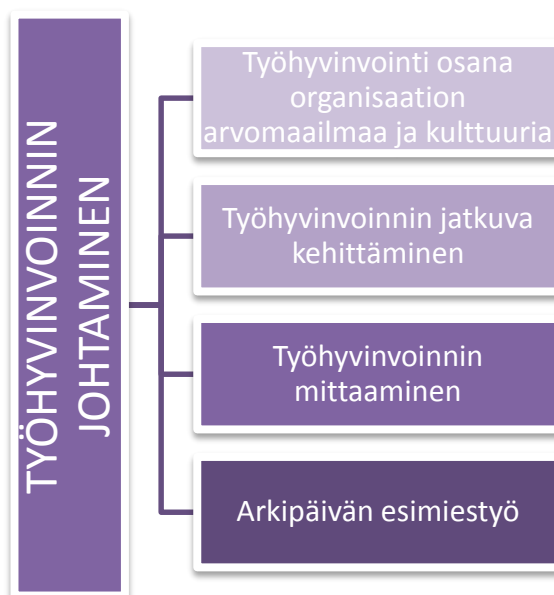 TYÖHYVINVOINNIN
JOHTAMINEN
Työhyvinvointi osana
organisaation
arvomaailmaa ja kulttuuria
Työhyvinvoinnin jatkuva
kehittäminen
Työhyvinvoinnin
mittaaminen
Arkipäivän esimiestyö